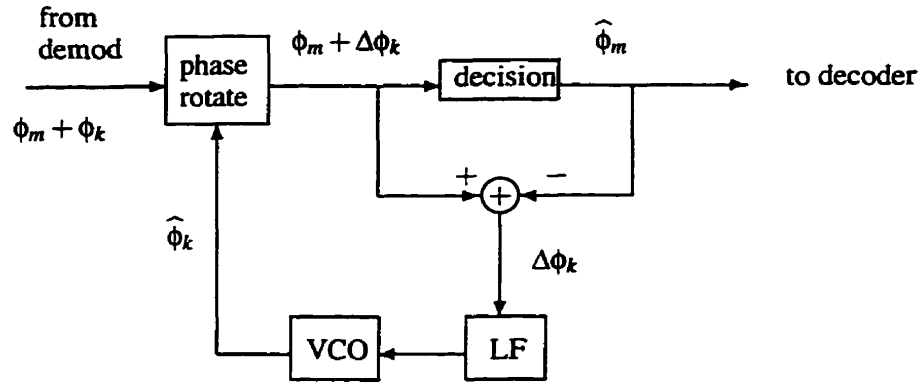 from
demod
phase
rotate
ϕₘ + Δϕₖ
decision
ϕ̂ₘ
to decoder
ϕₘ + ϕₖ
+
+
−
ϕ̂ₖ
Δϕₖ
VCO
LF